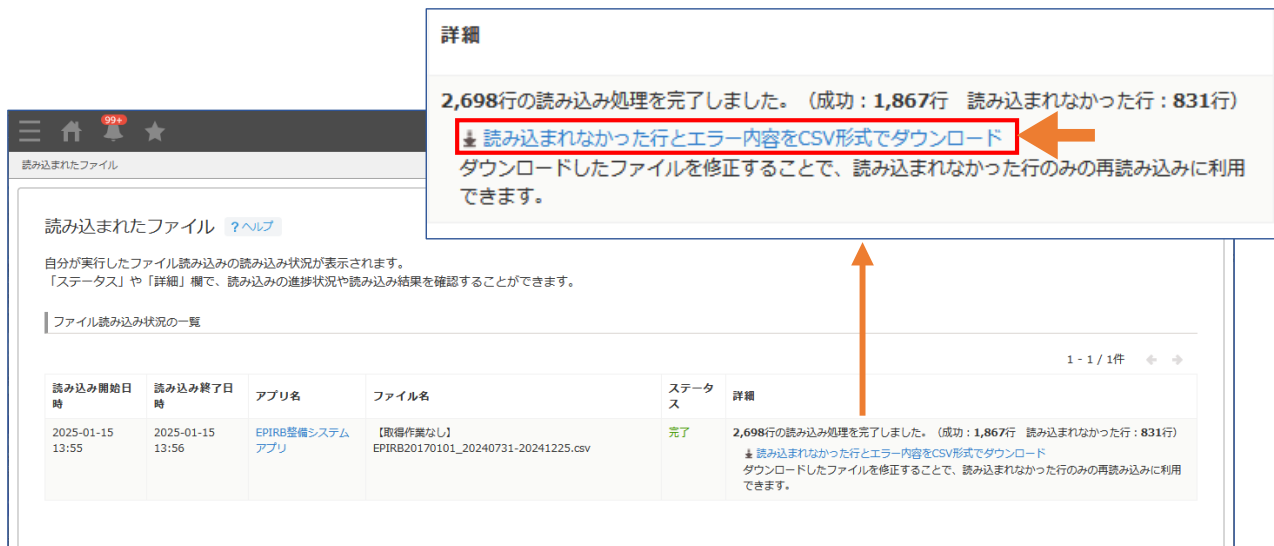 詳細
2,698行の読み込み処理を完了しました。（成功：1,867行　読み込まれなかった行：831行）
読み込まれなかった行とエラー内容をCSV形式でダウンロード
ダウンロードしたファイルを修正することで、読み込まれなかった行のみの再読み込みに利用
できます。
99+
読み込まれたファイル
読み込まれたファイル ?ヘルプ
自分が実行したファイル読み込みの読み込み状況が表示されます。
「ステータス」や「詳細」欄で、読み込みの進捗状況や読み込み結果を確認することができます。
ファイル読み込み状況の一覧
1 - 1 / 1件
読み込み開始日
時
読み込み終了日
時
アプリ名
ファイル名
ステータ
ス
詳細
2025-01-15
13:55
2025-01-15
13:56
EPIRB整備システム
アプリ
【取得作業なし】
EPIRB20170101_20240731-20241225.csv
完了
2,698行の読み込み処理を完了しました。（成功：1,867行　読み込まれなかった行：831行）
読み込まれなかった行とエラー内容をCSV形式でダウンロード
ダウンロードしたファイルを修正することで、読み込まれなかった行のみの再読み込みに利用
できます。